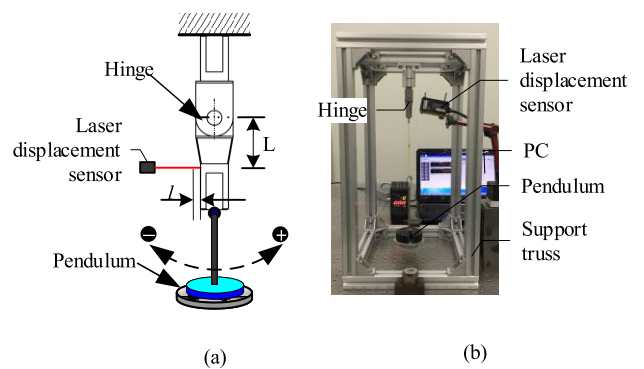 Hinge
L
Laser
displacement
sensor
l
Pendulum
(a)
Hinge
Laser
displacement
sensor
PC
Pendulum
Support
truss
(b)